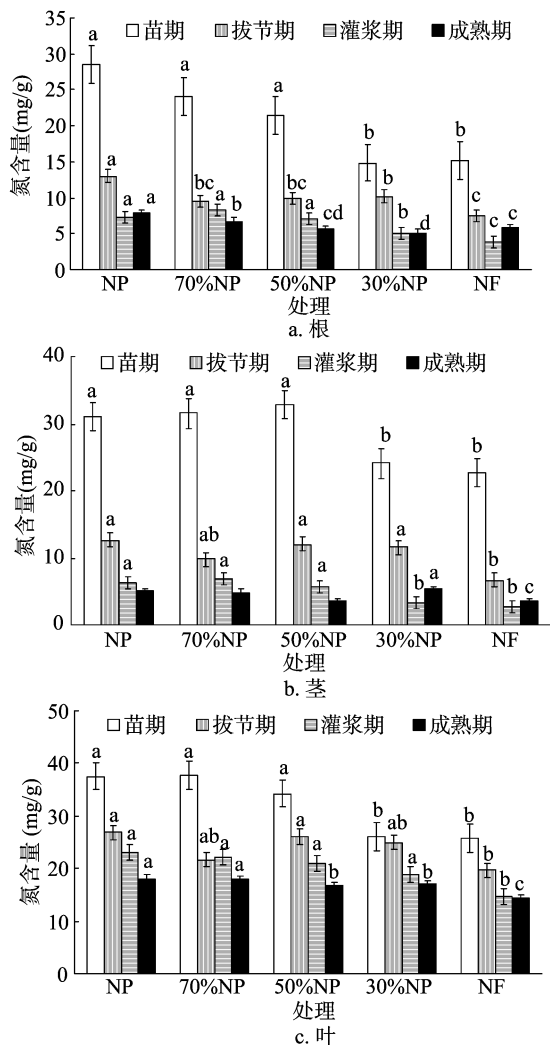 苗期 拔节期 灌浆期 成熟期
35
30
25
20
15
10
5
0
氮含量(mg/g)
a a a a
a bc a b
a bc a cd
b b b d
b c c c
NP 70%NP 50%NP 30%NP NF
处理
a. 根
苗期 拔节期 灌浆期 成熟期
40
30
20
10
0
氮含量(mg/g)
a a a
a ab a
a a a
b a b a
b b b c
NP 70%NP 50%NP 30%NP NF
处理
b. 茎
苗期 拔节期 灌浆期 成熟期
50
40
30
20
10
0
氮含量 (mg/g)
a a a a
a ab a a
a a a b
b ab a b
b b b c
NP 70%NP 50%NP 30%NP NF
处理
c. 叶